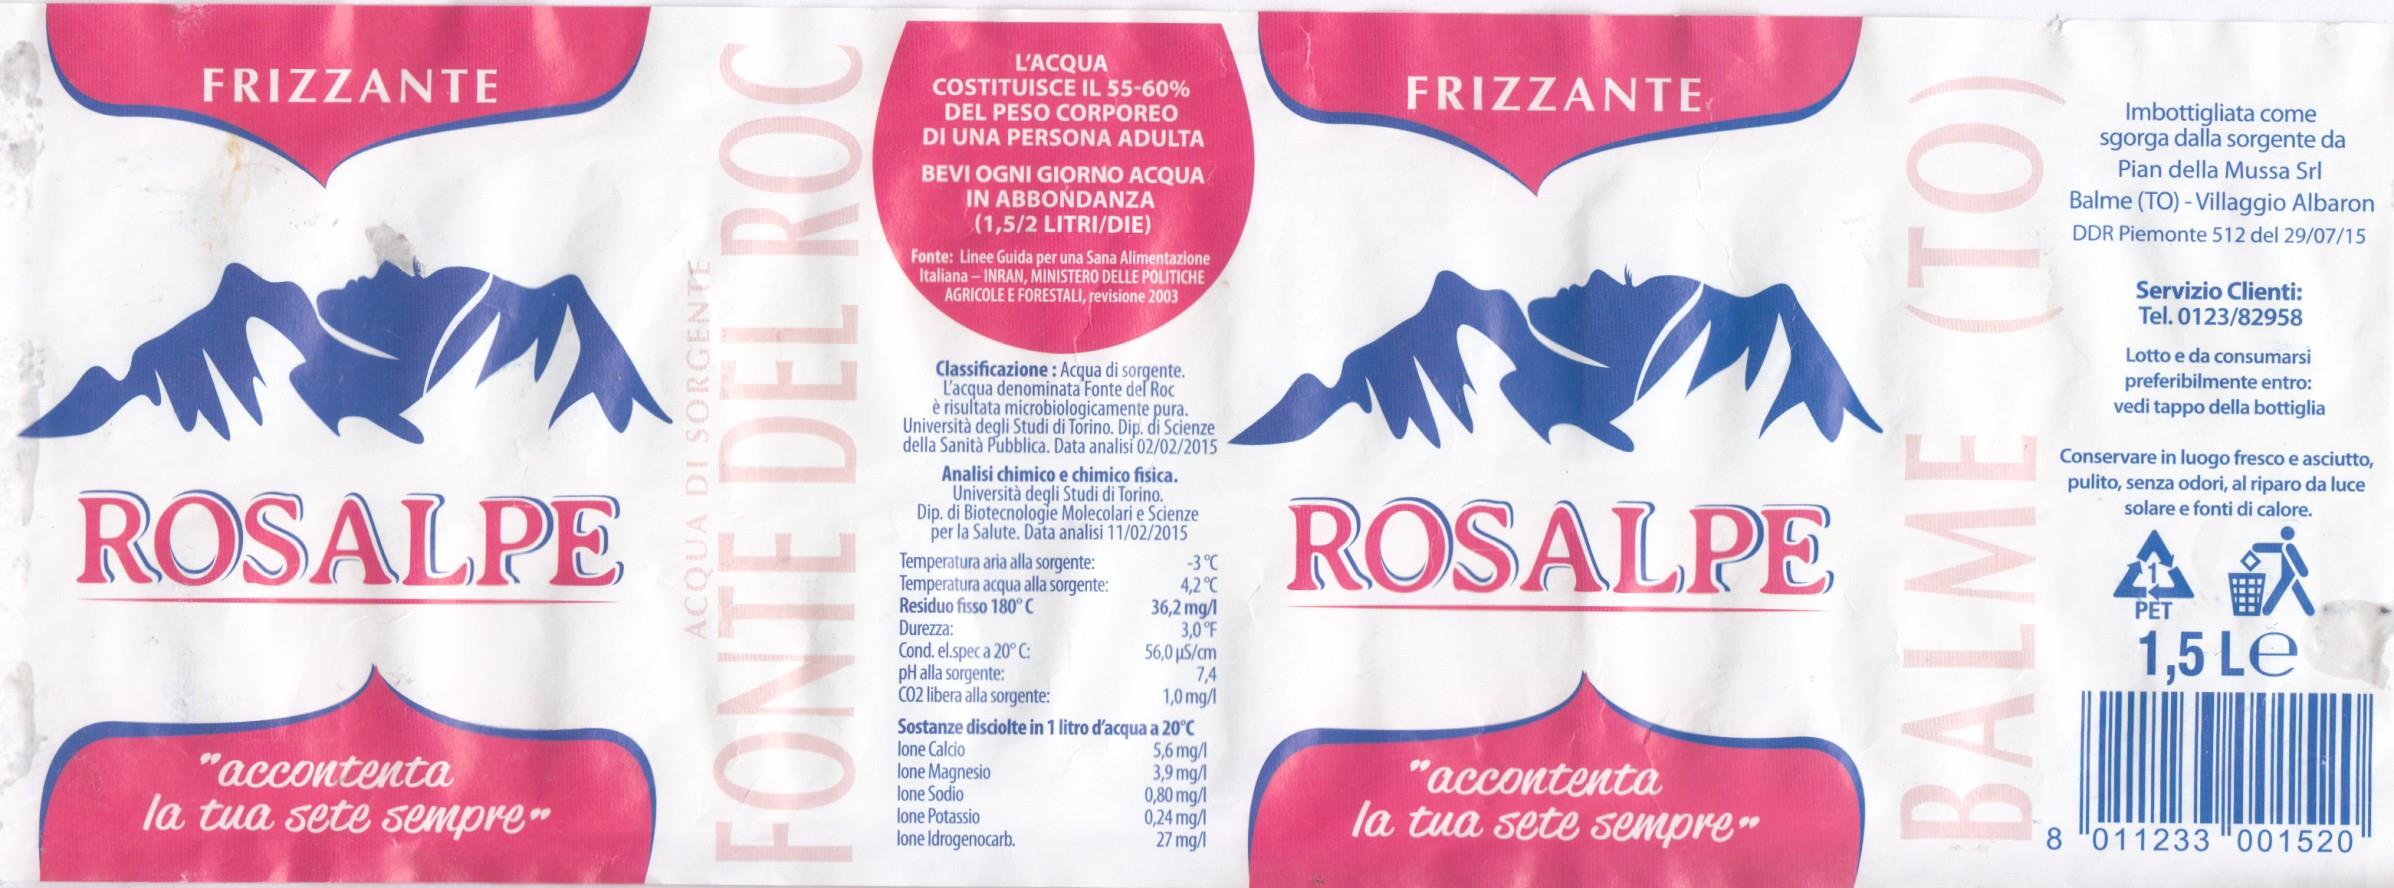 FRIZZANTE
ROSALPE
"accontenta
la tua sete sempre"
ACQUA DI SORGENTE
FONTE DEL ROC
L'ACQUA
COSTITUISCE IL 55-60%
DEL PESO CORPOREO
DI UNA PERSONA ADULTA
BEVI OGNI GIORNO ACQUA
IN ABBONDANZA
(1,5/2 LITRI/DIE)
Fonte: Linee Guida per una Sana Alimentazione
Italiana – INRAN, MINISTERO DELLE POLITICHE
AGRICOLE E FORESTALI, revisione 2003
Classificazione : Acqua di sorgente.
L'acqua denominata Fonte del Roc
è risultata microbiologicamente pura.
Università degli Studi di Torino. Dip. di Scienze
della Sanità Pubblica. Data analisi 02/02/2015
Analisi chimico e chimico fisica.
Università degli Studi di Torino.
Dip. di Biotecnologie Molecolari e Scienze
per la Salute. Data analisi 11/02/2015
Temperatura aria alla sorgente: -3 °C
Temperatura acqua alla sorgente: 4,2 °C
Residuo fisso 180° C 36,2 mg/l
Durezza: 3,0 °F
Cond. el.spec a 20° C: 56,0 µS/cm
pH alla sorgente: 7,4
CO2 libera alla sorgente: 1,0 mg/l
Sostanze disciolte in 1 litro d'acqua a 20°C
Ione Calcio 5,6 mg/l
Ione Magnesio 3,9 mg/l
Ione Sodio 0,80 mg/l
Ione Potassio 0,24 mg/l
Ione Idrogenocarb. 27 mg/l
FRIZZANTE
ROSALPE
"accontenta
la tua sete sempre"
BALME (TO)
Imbottigliata come
sgorga dalla sorgente da
Pian della Mussa Srl
Balme (TO) - Villaggio Albaron
DDR Piemonte 512 del 29/07/15
Servizio Clienti:
Tel. 0123/82958
Lotto e da consumarsi
preferibilmente entro:
vedi tappo della bottiglia
Conservare in luogo fresco e asciutto,
pulito, senza odori, al riparo da luce
solare e fonti di calore.
1
PET
1,5 L e
8 011233 001520